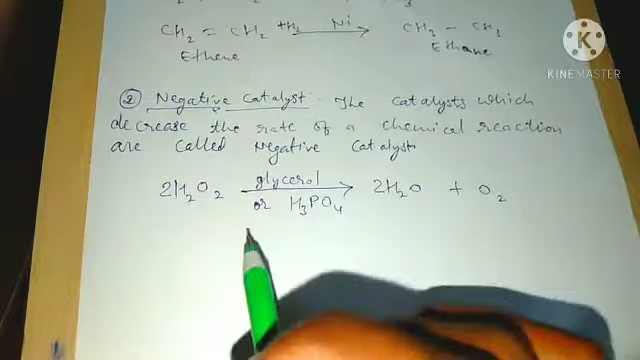 CH₂ = CH₂ +H₂ Ni → CH₃ - CH₃
Ethene Ethane
② Negative Catalyst - The catalysts which
decrease the rate of a chemical reaction
are called Negative Catalyst
2H₂O₂ glycerol or H₃PO₄ → 2H₂O + O₂
KINEMASTER